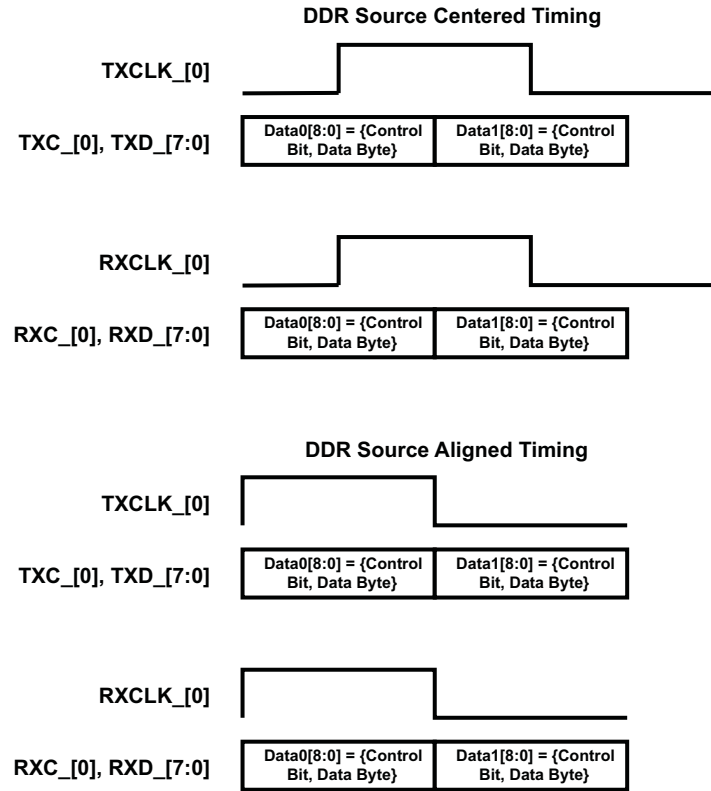 DDR Source Centered Timing
TXCLK_[0]
TXC_[0], TXD_[7:0]
Data0[8:0] = {Control
Bit, Data Byte}
Data1[8:0] = {Control
Bit, Data Byte}
RXCLK_[0]
RXC_[0], RXD_[7:0]
Data0[8:0] = {Control
Bit, Data Byte}
Data1[8:0] = {Control
Bit, Data Byte}
DDR Source Aligned Timing
TXCLK_[0]
TXC_[0], TXD_[7:0]
Data0[8:0] = {Control
Bit, Data Byte}
Data1[8:0] = {Control
Bit, Data Byte}
RXCLK_[0]
RXC_[0], RXD_[7:0]
Data0[8:0] = {Control
Bit, Data Byte}
Data1[8:0] = {Control
Bit, Data Byte}